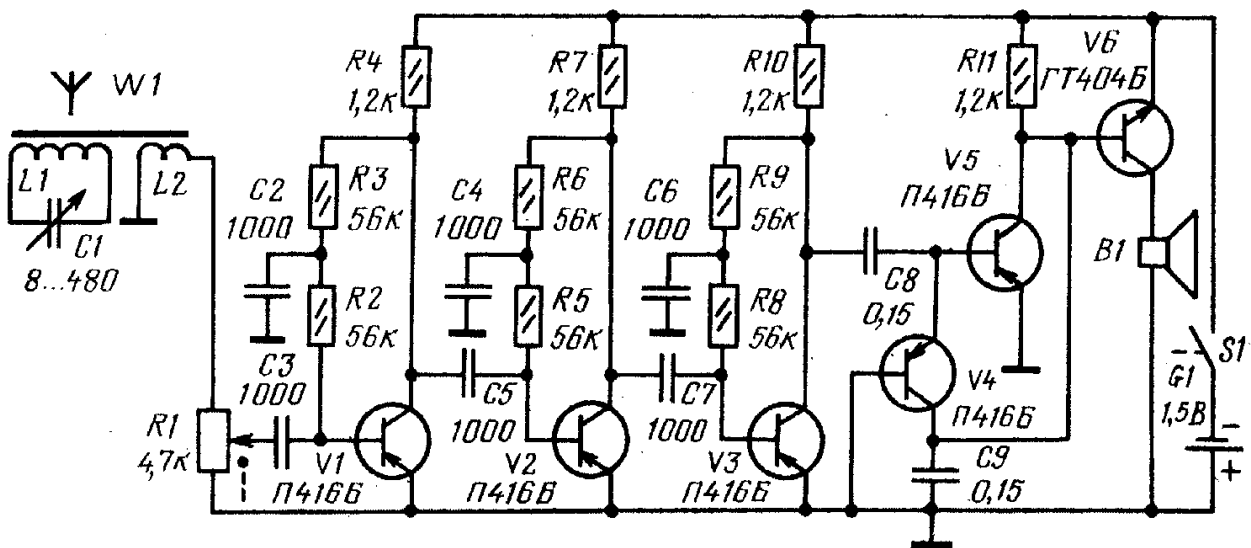 W1
L1
L2
C1
8...480
R1
4,7к
C2
1000
R3
56к
R2
56к
C3
1000
R4
1,2к
V1
П416Б
C4
1000
R6
56к
R5
56к
C5
1000
R7
1,2к
V2
П416В
C6
1000
R9
56к
R8
56к
C7
1000
R10
1,2к
V3
П416Б
C8
0,15
V5
П416Б
R11
1,2к
V4
П416Б
C9
0,15
V6
ГТ404Б
B1
S1
G1
1,5В
-
+